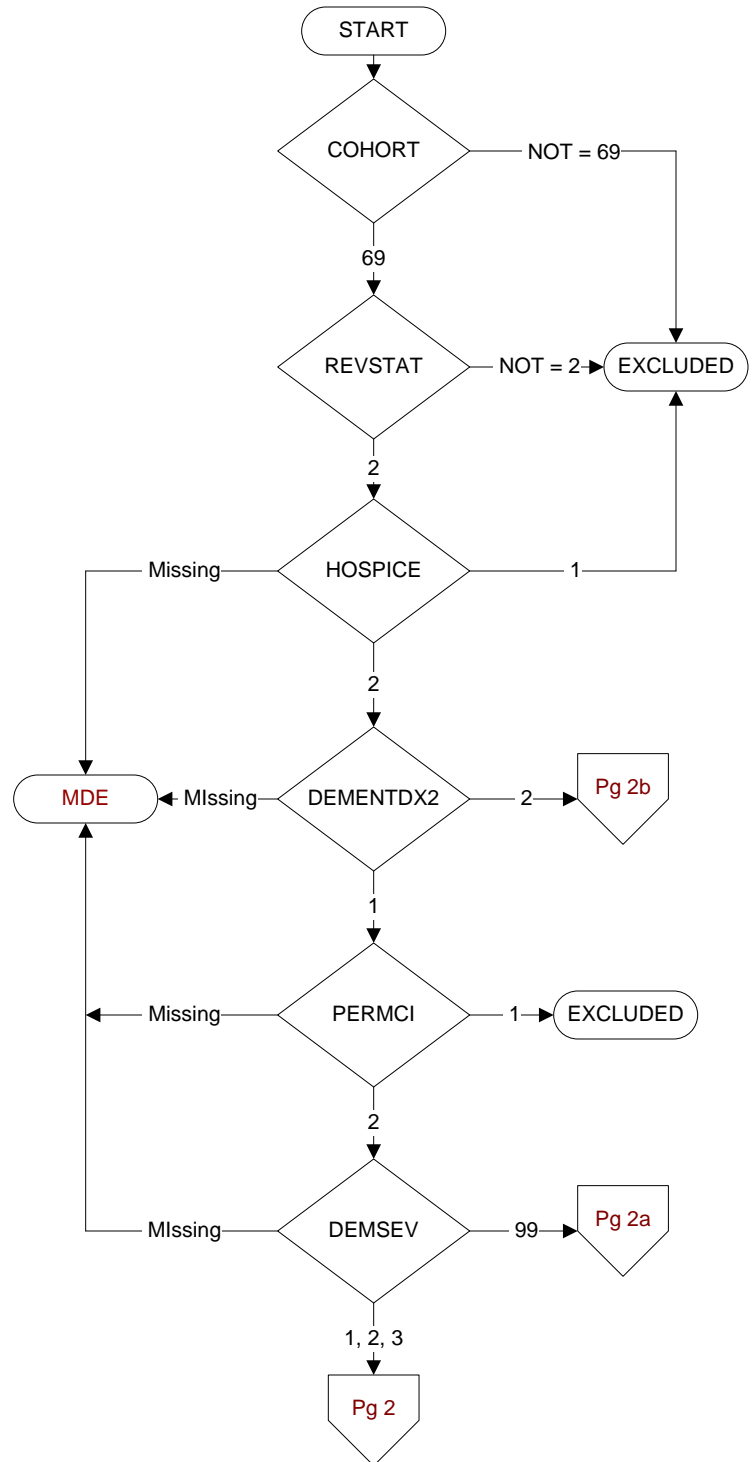 START
COHORT
NOT = 69
69
REVSTAT
NOT = 2
EXCLUDED
2
Missing
HOSPICE
1
2
MDE
MIssing
DEMENTDX2
2
Pg 2b
1
Missing
PERMCI
1
EXCLUDED
2
MIssing
DEMSEV
99
Pg 2a
1, 2, 3
Pg 2